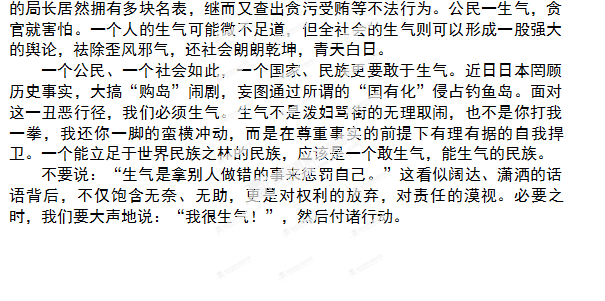 的局长居然拥有多块名表，继而又查出贪污受贿等不法行为。公民一生气，贪
官就害怕。一个人的生气可能微不足道，但全社会的生气则可以形成一股强大
的舆论，祛除歪风邪气，还社会朗朗乾坤，青天白日。
一个公民、一个社会如此，一个国家、民族更要敢于生气。近日日本罔顾
历史事实，大搞“购岛”闹剧，妄图通过所谓的“国有化”侵占钓鱼岛。面对
这一丑恶行径，我们必须生气。生气不是泼妇骂街的无理取闹，也不是你打我
一拳，我还你一脚的蛮横冲动，而是在尊重事实的前提下有理有据的自我捍
卫。一个能立足于世界民族之林的民族，应该是一个敢生气，能生气的民族。
不要说：“生气是拿别人做错的事来惩罚自己。”这看似阔达、潇洒的话
语背后，不仅饱含无奈、无助，更是对权利的放弃，对责任的漠视。必要之
时，我们要大声地说：“我很生气！”，然后付诸行动。